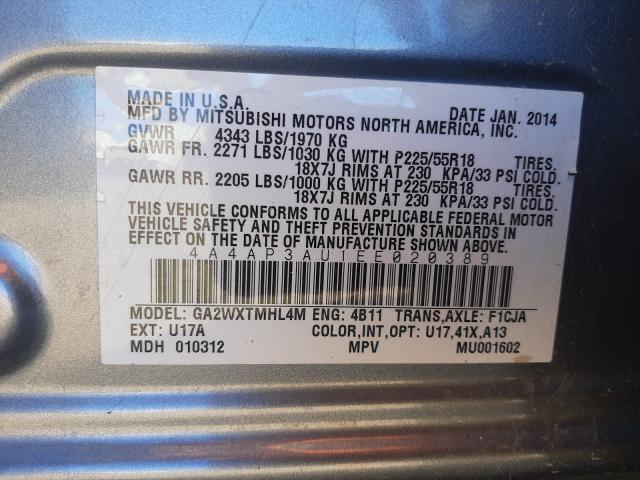 MADE IN U.S.A.
MFD BY MITSUBISHI MOTORS NORTH AMERICA, INC. DATE JAN. 2014
GVWR 4343 LBS/1970 KG
GAWR FR. 2271 LBS/1030 KG WITH P225/55R18 TIRES,
18X7J RIMS AT 230 KPA/33 PSI COLD.
GAWR RR. 2205 LBS/1000 KG WITH P225/55R18 TIRES,
18X7J RIMS AT 230 KPA/33 PSI COLD.
THIS VEHICLE CONFORMS TO ALL APPLICABLE FEDERAL MOTOR
VEHICLE SAFETY AND THEFT PREVENTION STANDARDS IN
EFFECT ON THE DATE OF MANUFACTURE SHOWN ABOVE.
4A4AP3AU1EE020389
MODEL: GA2WXTMHL4M ENG: 4B11 TRANS,AXLE: F1CJA
EXT: U17A COLOR,INT,OPT: U17,41X,A13
MDH 010312 MPV MU001602